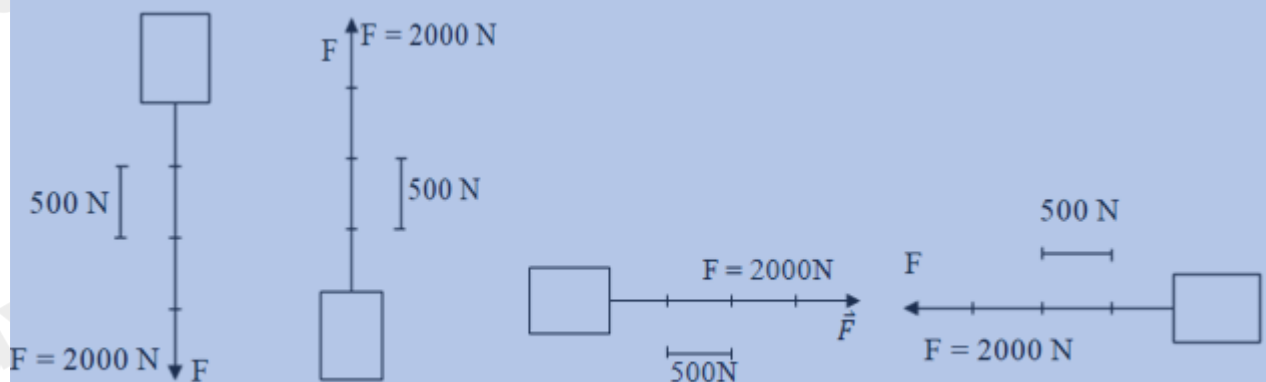 500 N
F = 2000 N F
F F = 2000 N
500 N
F = 2000N
F⃗
500N
500 N
F
F = 2000 N